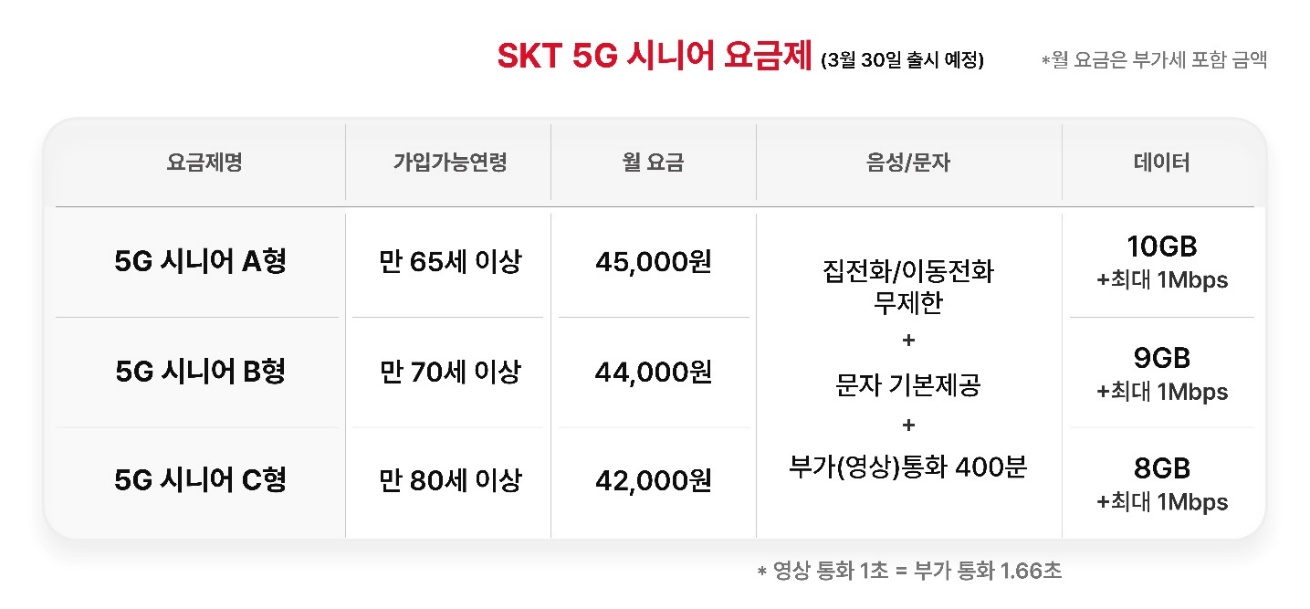 SKT 5G 시니어 요금제 (3월 30일 출시 예정) *월 요금은 부가세 포함 금액
요금제명 가입가능연령 월 요금 음성/문자 데이터
5G 시니어 A형 만 65세 이상 45,000원
10GB
+최대 1Mbps
5G 시니어 B형 만 70세 이상 44,000원
9GB
+최대 1Mbps
5G 시니어 C형 만 80세 이상 42,000원
8GB
+최대 1Mbps
집전화/이동전화
무제한
+
문자 기본제공
+
부가(영상)통화 400분
* 영상 통화 1초 = 부가 통화 1.66초